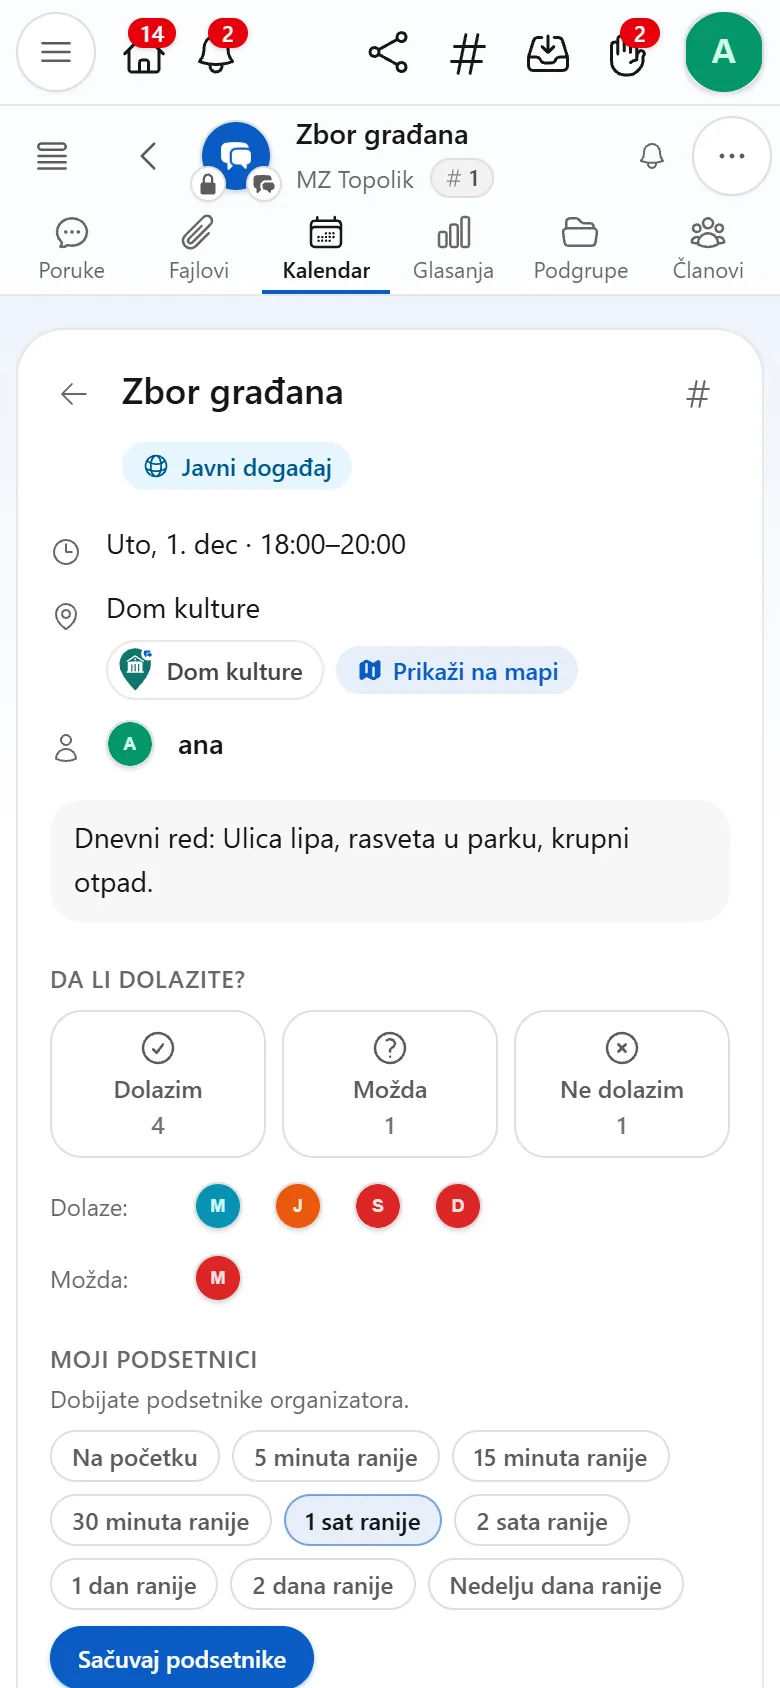 14
2
2
A
Zbor građana
MZ Topolik
# 1
Poruke
Fajlovi
Kalendar
Glasanja
Podgrupe
Članovi
Zbor građana
#
Javni događaj
Uto, 1. dec · 18:00–20:00
Dom kulture
Dom kulture
Prikaži na mapi
A
ana
Dnevni red: Ulica lipa, rasveta u parku, krupni
otpad.
DA LI DOLAZITE?
Dolazim
4
Možda
1
Ne dolazim
1
Dolaze:
M
J
S
D
Možda:
M
MOJI PODSETNICI
Dobijate podsetnike organizatora.
Na početku
5 minuta ranije
15 minuta ranije
30 minuta ranije
1 sat ranije
2 sata ranije
1 dan ranije
2 dana ranije
Nedelju dana ranije
Sačuvaj podsetnike